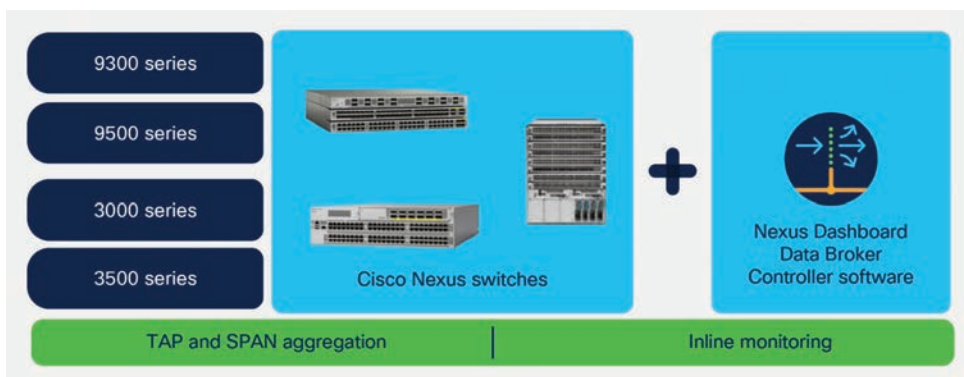 9300 series
9500 series
3000 series
3500 series
Cisco Nexus switches
Nexus Dashboard
Data Broker
Controller software
TAP and SPAN aggregation
Inline monitoring